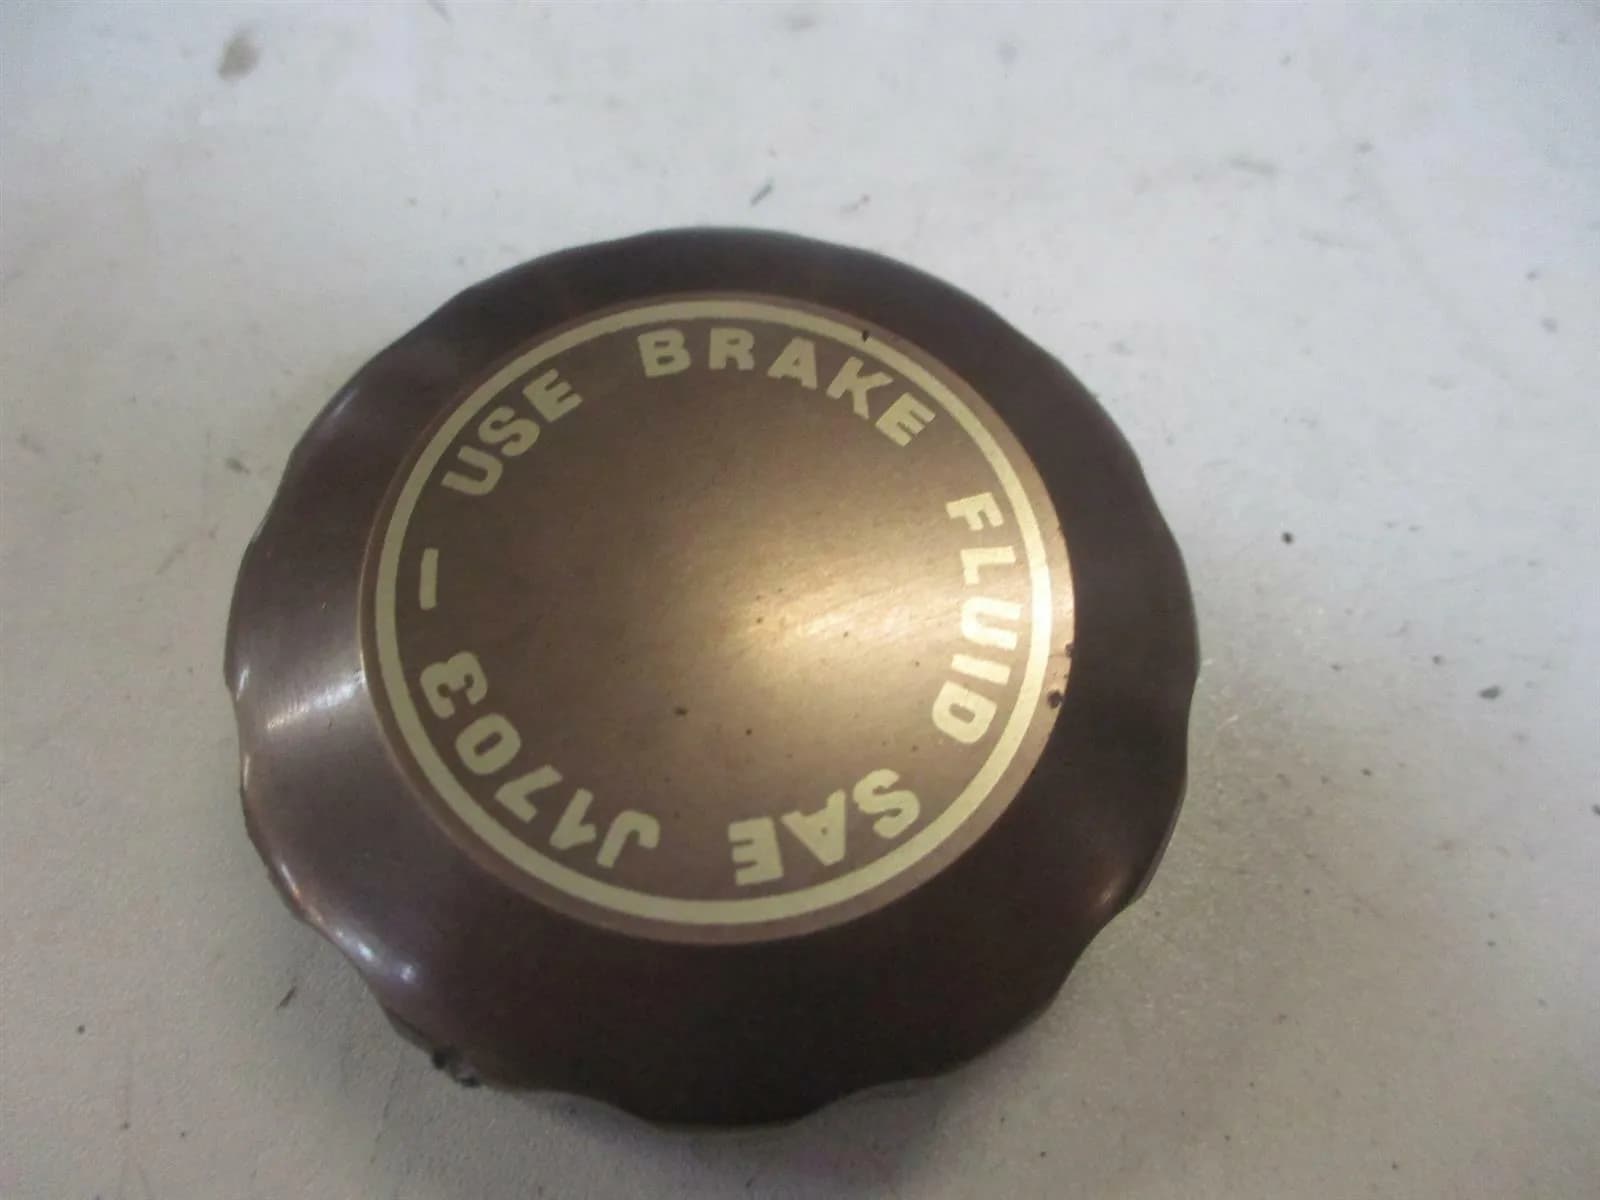 USE BRAKE FLUID SAE J1703 –